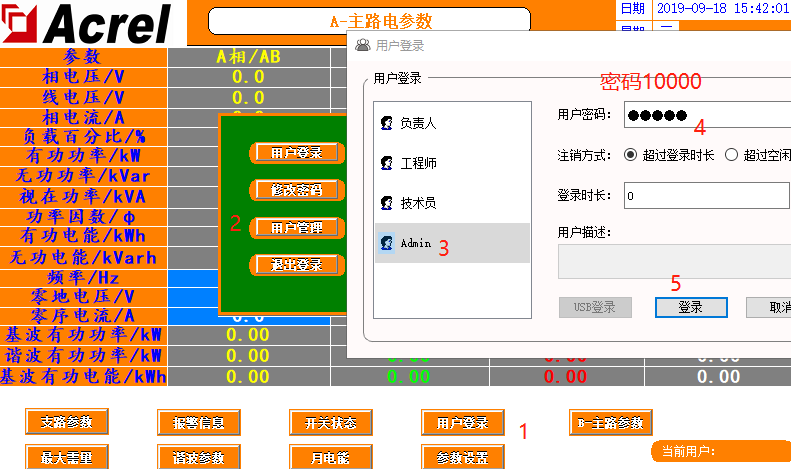 Acrel
A-主路电参数
日期 2019-09-18 15:42:01
用户登录
参数 A相/AB
相电压/V 0.0
线电压/V 0.0
相电流/A
负载百分比/%
有功功率/kW
无功功率/kVar
视在功率/kVA
功率因数/φ
有功电能/kWh
无功电能/kVarh
频率/Hz
零地电压/V
零序电流/A
基波有功功率/kW 0.00
谐波有功功率/kW 0.00
基波有功电能/kWh 0.00 0.00 0.00 0.00
用户登录
修改密码
2 用户管理
退出登录
用户登录
密码10000
负责人
工程师
技术员
Admin 3
用户密码: ●●●●●
4
注销方式: 超过登录时长 超过空闲
登录时长: 0
用户描述:
5
USB登录 登录 取消
支路参数 报警信息 开关状态 用户登录 1 B-主路参数
最大需量 谐波参数 月电能 参数设置
当前用户: